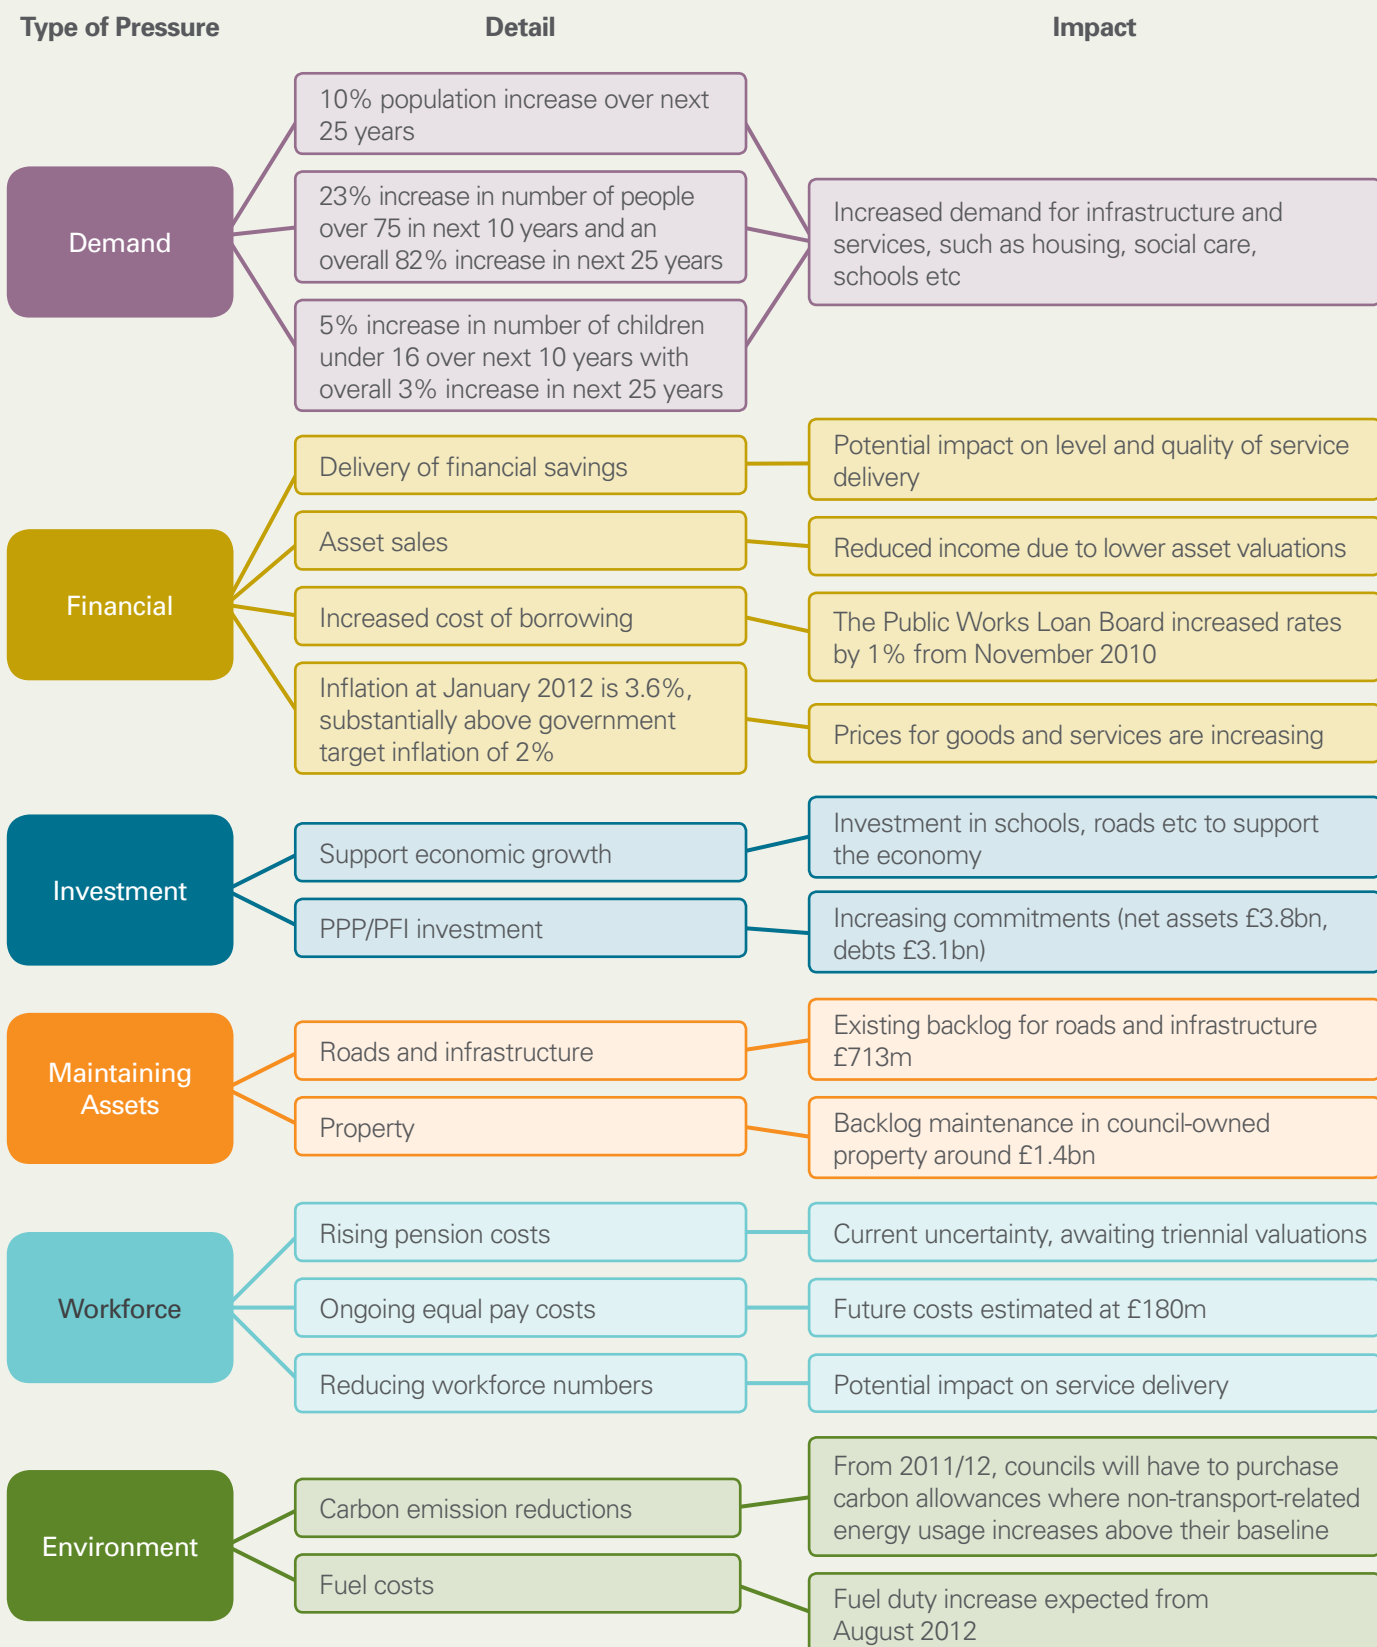 Type of Pressure
Detail
Impact
Demand
10% population increase over next
25 years
23% increase in number of people
over 75 in next 10 years and an
overall 82% increase in next 25 years
5% increase in number of children
under 16 over next 10 years with
overall 3% increase in next 25 years
Increased demand for infrastructure and
services, such as housing, social care,
schools etc
Financial
Delivery of financial savings
Potential impact on level and quality of service
delivery
Asset sales
Reduced income due to lower asset valuations
Increased cost of borrowing
The Public Works Loan Board increased rates
by 1% from November 2010
Inflation at January 2012 is 3.6%,
substantially above government
target inflation of 2%
Prices for goods and services are increasing
Investment
Support economic growth
Investment in schools, roads etc to support
the economy
PPP/PFI investment
Increasing commitments (net assets £3.8bn,
debts £3.1bn)
Maintaining
Assets
Roads and infrastructure
Existing backlog for roads and infrastructure
£713m
Property
Backlog maintenance in council-owned
property around £1.4bn
Workforce
Rising pension costs
Current uncertainty, awaiting triennial valuations
Ongoing equal pay costs
Future costs estimated at £180m
Reducing workforce numbers
Potential impact on service delivery
Environment
Carbon emission reductions
From 2011/12, councils will have to purchase
carbon allowances where non-transport-related
energy usage increases above their baseline
Fuel costs
Fuel duty increase expected from
August 2012